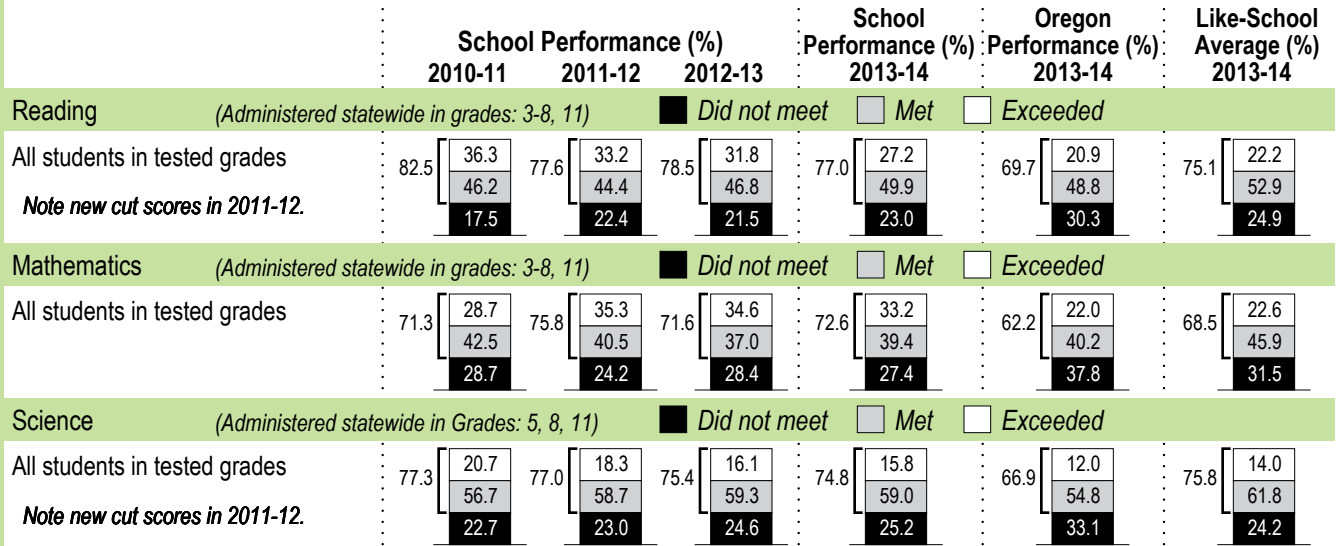 School Performance (%)
2010-11 2011-12 2012-13
School Performance (%) 2013-14
Oregon Performance (%) 2013-14
Like-School Average (%) 2013-14
Reading (Administered statewide in grades: 3-8, 11) Did not meet Met Exceeded
All students in tested grades
Note new cut scores in 2011-12.
82.5 36.3 46.2 17.5
77.6 33.2 44.4 22.4
78.5 31.8 46.8 21.5
77.0 27.2 49.9 23.0
69.7 20.9 48.8 30.3
75.1 22.2 52.9 24.9
Mathematics (Administered statewide in grades: 3-8, 11) Did not meet Met Exceeded
All students in tested grades
71.3 28.7 42.5 28.7
75.8 35.3 40.5 24.2
71.6 34.6 37.0 28.4
72.6 33.2 39.4 27.4
62.2 22.0 40.2 37.8
68.5 22.6 45.9 31.5
Science (Administered statewide in Grades: 5, 8, 11) Did not meet Met Exceeded
All students in tested grades
Note new cut scores in 2011-12.
77.3 20.7 56.7 22.7
77.0 18.3 58.7 23.0
75.4 16.1 59.3 24.6
74.8 15.8 59.0 25.2
66.9 12.0 54.8 33.1
75.8 14.0 61.8 24.2